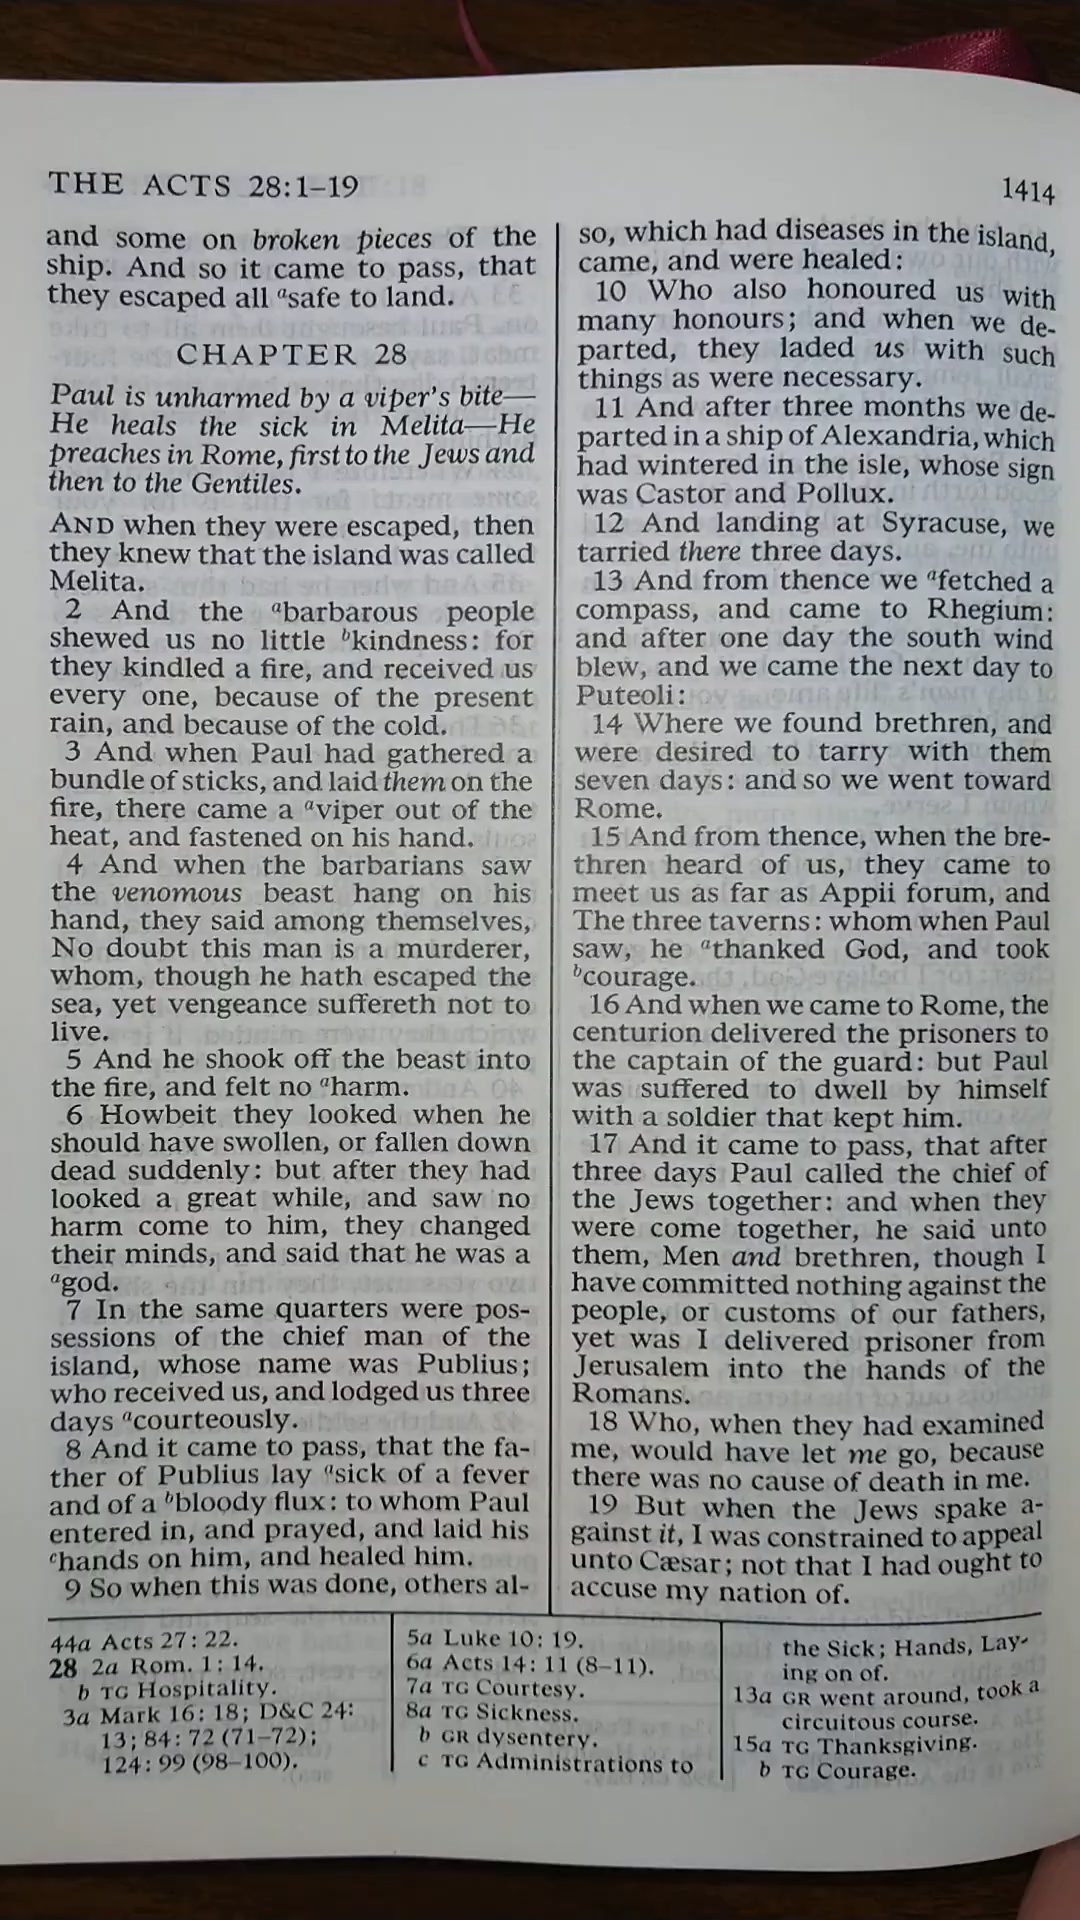 THE ACTS 28:1–19
1414
and some on broken pieces of the
ship. And so it came to pass, that
they escaped all asafe to land.
CHAPTER 28
Paul is unharmed by a viper's bite—
He heals the sick in Melita—He
preaches in Rome, first to the Jews and
then to the Gentiles.
AND when they were escaped, then
they knew that the island was called
Melita.
2 And the abarbarous people
shewed us no little bkindness: for
they kindled a fire, and received us
every one, because of the present
rain, and because of the cold.
3 And when Paul had gathered a
bundle of sticks, and laid them on the
fire, there came a aviper out of the
heat, and fastened on his hand.
4 And when the barbarians saw
the venomous beast hang on his
hand, they said among themselves,
No doubt this man is a murderer,
whom, though he hath escaped the
sea, yet vengeance suffereth not to
live.
5 And he shook off the beast into
the fire, and felt no aharm.
6 Howbeit they looked when he
should have swollen, or fallen down
dead suddenly: but after they had
looked a great while, and saw no
harm come to him, they changed
their minds, and said that he was a
agod.
7 In the same quarters were pos-
sessions of the chief man of the
island, whose name was Publius;
who received us, and lodged us three
days acourteously.
8 And it came to pass, that the fa-
ther of Publius lay asick of a fever
and of a bbloody flux: to whom Paul
entered in, and prayed, and laid his
chands on him, and healed him.
9 So when this was done, others al-
so, which had diseases in the island,
came, and were healed:
10 Who also honoured us with
many honours; and when we de-
parted, they laded us with such
things as were necessary.
11 And after three months we de-
parted in a ship of Alexandria, which
had wintered in the isle, whose sign
was Castor and Pollux.
12 And landing at Syracuse, we
tarried there three days.
13 And from thence we afetched a
compass, and came to Rhegium:
and after one day the south wind
blew, and we came the next day to
Puteoli:
14 Where we found brethren, and
were desired to tarry with them
seven days: and so we went toward
Rome.
15 And from thence, when the bre-
thren heard of us, they came to
meet us as far as Appii forum, and
The three taverns: whom when Paul
saw, he athanked God, and took
bcourage.
16 And when we came to Rome, the
centurion delivered the prisoners to
the captain of the guard: but Paul
was suffered to dwell by himself
with a soldier that kept him.
17 And it came to pass, that after
three days Paul called the chief of
the Jews together: and when they
were come together, he said unto
them, Men and brethren, though I
have committed nothing against the
people, or customs of our fathers,
yet was I delivered prisoner from
Jerusalem into the hands of the
Romans.
18 Who, when they had examined
me, would have let me go, because
there was no cause of death in me.
19 But when the Jews spake a-
gainst it, I was constrained to appeal
unto Cæsar; not that I had ought to
accuse my nation of.
44a Acts 27:22.
28 2a Rom. 1:14.
b TG Hospitality.
3a Mark 16:18; D&C 24:
13; 84:72 (71–72);
124:99 (98–100).
5a Luke 10:19.
6a Acts 14:11 (8–11).
7a TG Courtesy.
8a TG Sickness.
b GR dysentery.
c TG Administrations to
the Sick; Hands, Lay-
ing on of.
13a GR went around, took a
circuitous course.
15a TG Thanksgiving.
b TG Courage.